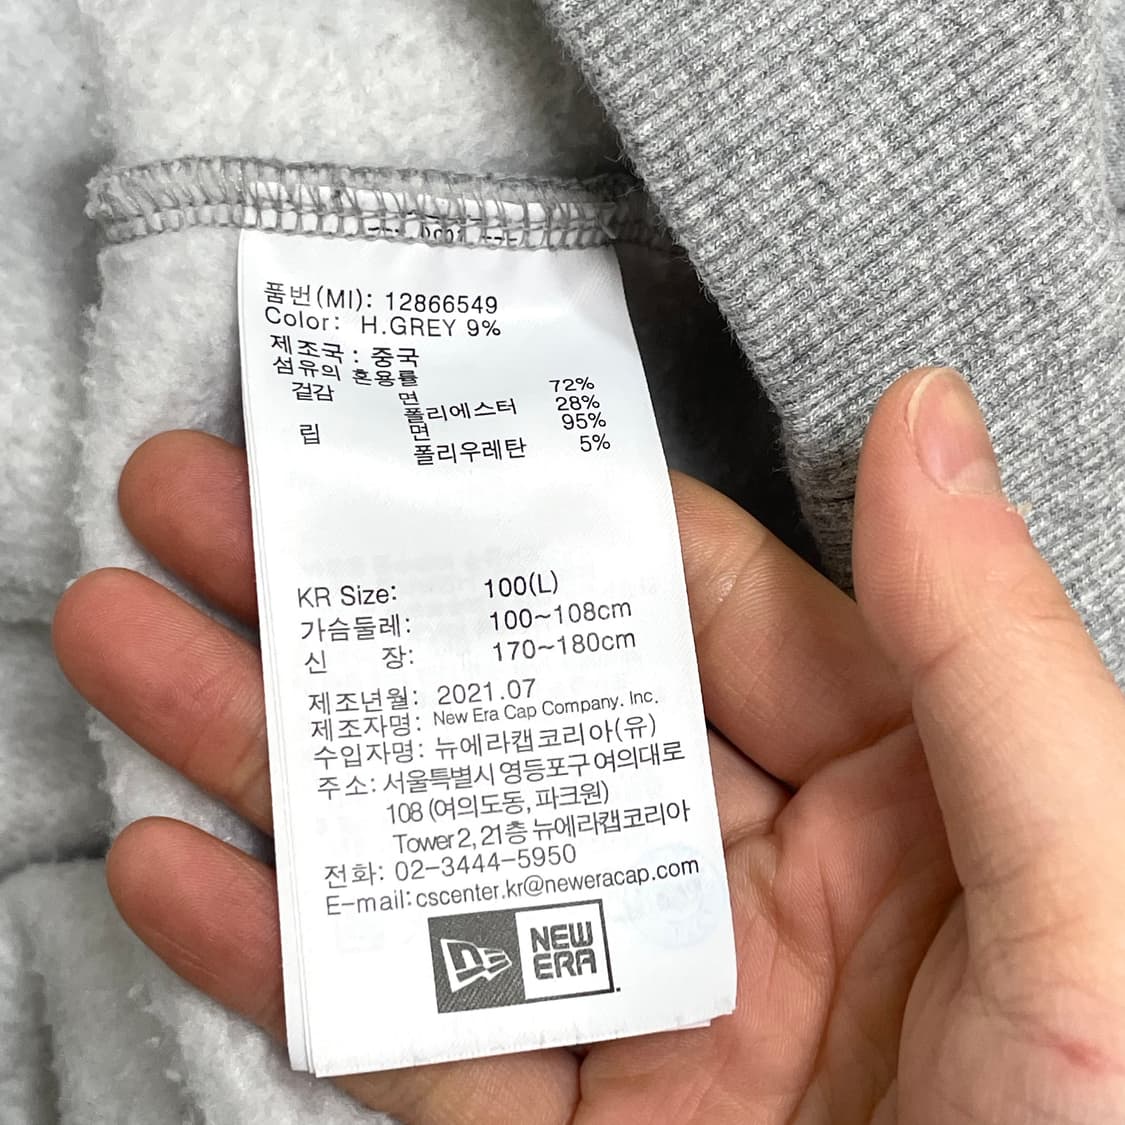 품번(MI): 12866549
Color: H.GREY 9%
제조국 : 중국
섬유의 혼용률
겉감 면 72%
폴리에스터 28%
립 면 95%
폴리우레탄 5%
KR Size: 100(L)
가슴둘레: 100~108cm
신 장: 170~180cm
제조년월: 2021.07
제조자명: New Era Cap Company. Inc.
수입자명: 뉴에라캡코리아(유)
주소: 서울특별시 영등포구 여의대로
108 (여의도동, 파크원)
Tower 2, 21층 뉴에라캡코리아
전화: 02-3444-5950
E-mail:cscenter.kr@neweracap.com
NEW
ERA